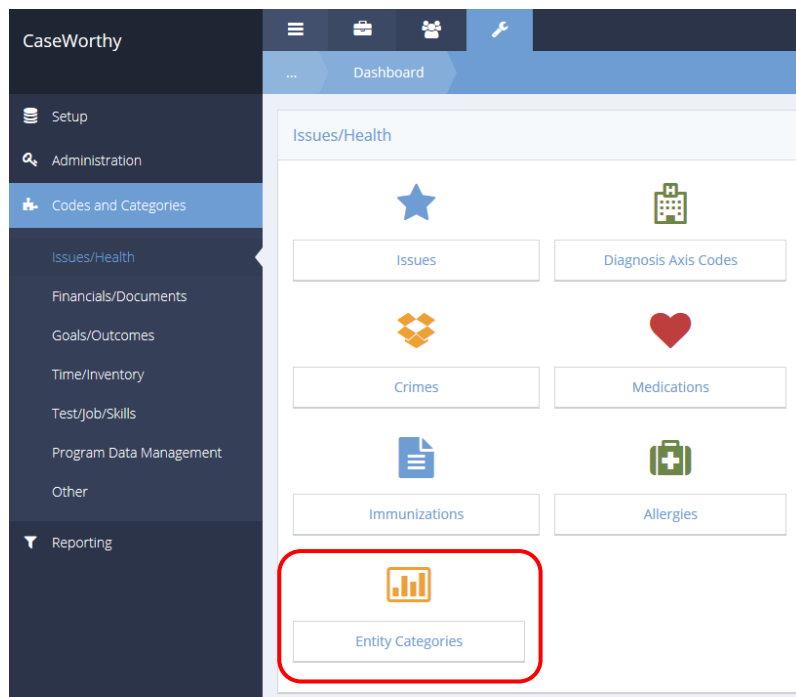 CaseWorthy
... Dashboard
Setup
Administration
Codes and Categories
Issues/Health
Financials/Documents
Goals/Outcomes
Time/Inventory
Test/Job/Skills
Program Data Management
Other
Reporting
Issues/Health
Issues
Diagnosis Axis Codes
Crimes
Medications
Immunizations
Allergies
Entity Categories